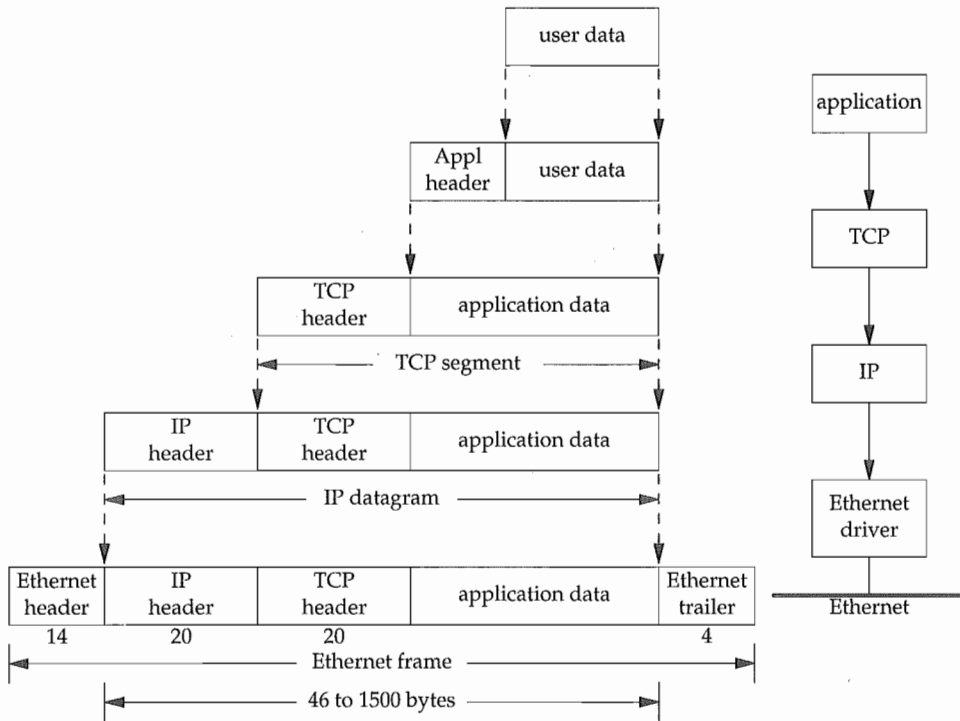 user data
application
Appl
header
user data
TCP
TCP
header
application data
TCP segment
IP
IP
header
TCP
header
application data
IP datagram
Ethernet
driver
Ethernet
header
IP
header
TCP
header
application data
Ethernet
trailer
Ethernet
14
20
20
4
Ethernet frame
46 to 1500 bytes